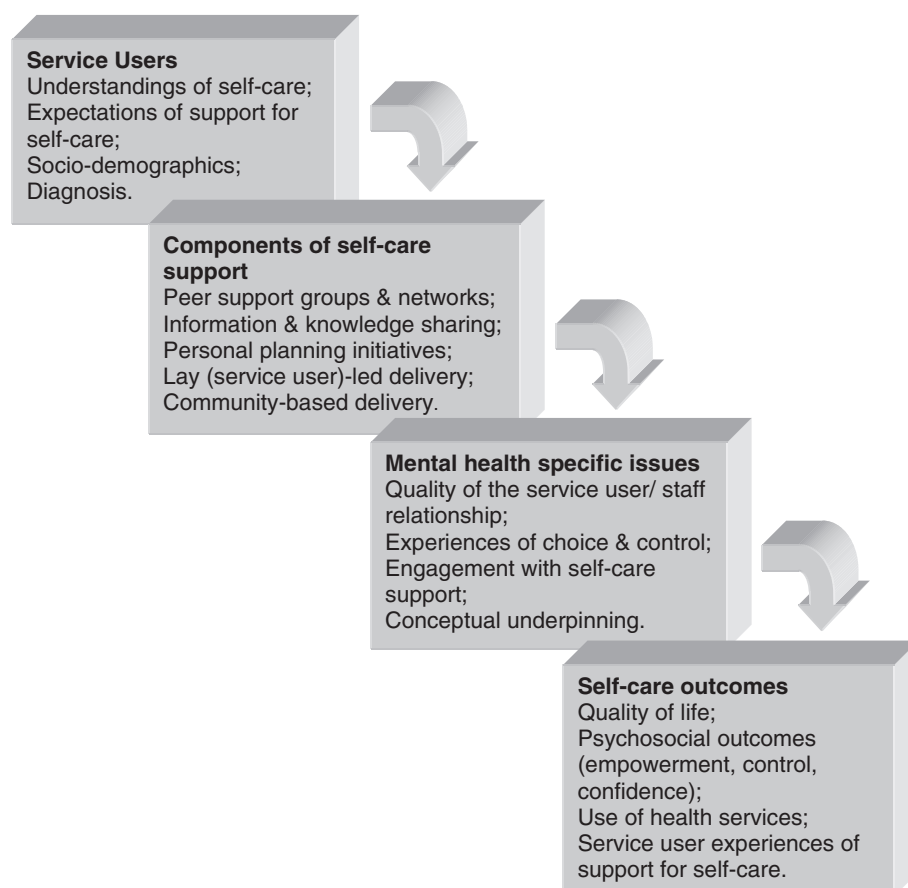 Service Users
Understandings of self-care;
Expectations of support for
self-care;
Socio-demographics;
Diagnosis.
Components of self-care
support
Peer support groups & networks;
Information & knowledge sharing;
Personal planning initiatives;
Lay (service user)-led delivery;
Community-based delivery.
Mental health specific issues
Quality of the service user/ staff
relationship;
Experiences of choice & control;
Engagement with self-care
support;
Conceptual underpinning.
Self-care outcomes
Quality of life;
Psychosocial outcomes
(empowerment, control,
confidence);
Use of health services;
Service user experiences of
support for self-care.